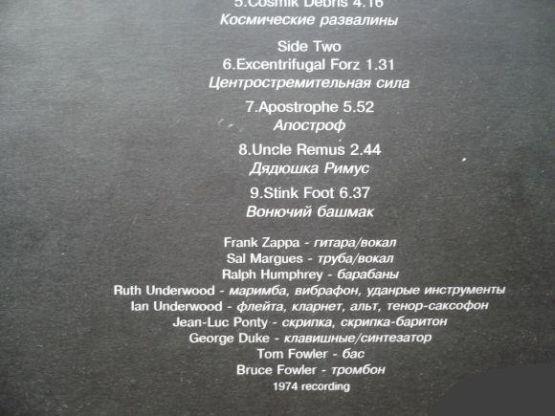 5.Cosmik Debris 4.16
Космические развалины
Side Two
6.Excentrifugal Forz 1.31
Центростремительная сила
7.Apostrophe 5.52
Апостроф
8.Uncle Remus 2.44
Дядюшка Римус
9.Stink Foot 6.37
Вонючий башмак
Frank Zappa - гитара/вокал
Sal Margues - труба/вокал
Ralph Humphrey - барабаны
Ruth Underwood - маримба, вибрафон, уданрые инструменты
Ian Underwood - флейта, кларнет, альт, тенор-саксофон
Jean-Luc Ponty - скрипка, скрипка-баритон
George Duke - клавишные/синтезатор
Tom Fowler - бас
Bruce Fowler - тромбон
1974 recording